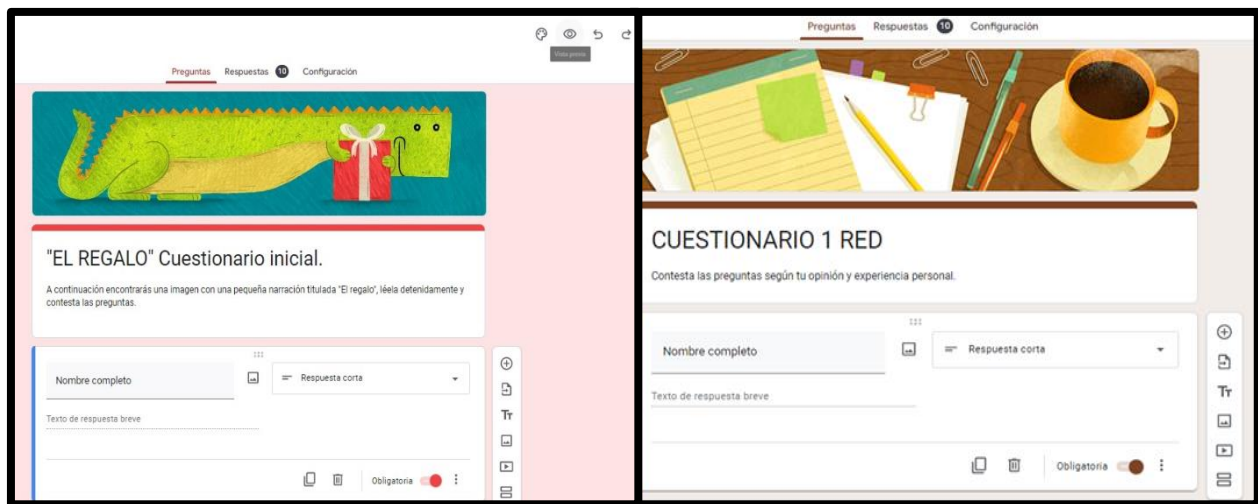 Vista previa
Preguntas Respuestas 10 Configuración
"EL REGALO" Cuestionario inicial.
A continuación encontrarás una imagen con una pequeña narración titulada "El regalo", léela detenidamente y
contesta las preguntas.
Nombre completo
Respuesta corta
Texto de respuesta breve
Obligatoria
Preguntas Respuestas 10 Configuración
CUESTIONARIO 1 RED
Contesta las preguntas según tu opinión y experiencia personal.
Nombre completo
Respuesta corta
Texto de respuesta breve
Obligatoria